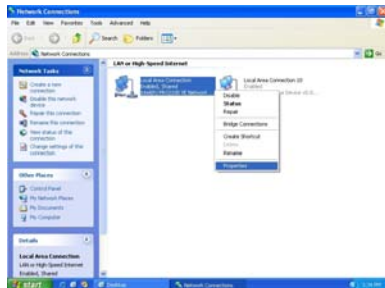 Network Connections
File Edit View Favorites Tools Advanced Help
Back Search Folders
Address Network Connections Go
LAN or High-Speed Internet
Network Tasks
Create a new
connection
Disable this network
device
Repair this connection
Rename this connection
View status of this
connection
Change settings of this
connection
Other Places
Control Panel
My Network Places
My Documents
My Computer
Details
Local Area Connection
LAN or High-Speed Internet
Enabled, Shared
Local Area Connection
Enabled, Shared
Local Area Connection 10
Enabled
Disable
Status
Repair
Bridge Connections
Create Shortcut
Delete
Rename
Properties
start
Desktop
Network Connections